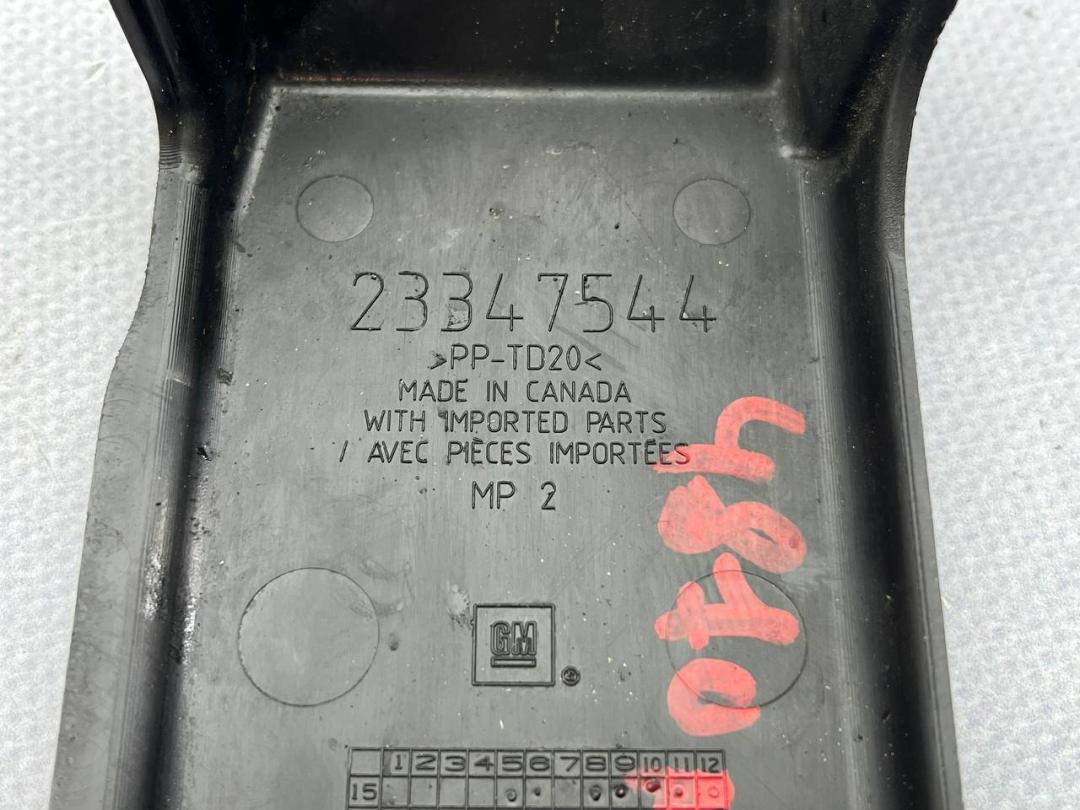 23347544
>PP-TD20<
MADE IN CANADA
WITH IMPORTED PARTS
/ AVEC PIÈCES IMPORTÉES
MP 2
4870
GM
1 2 3 4 5 6 7 8 9 10 11 12
15